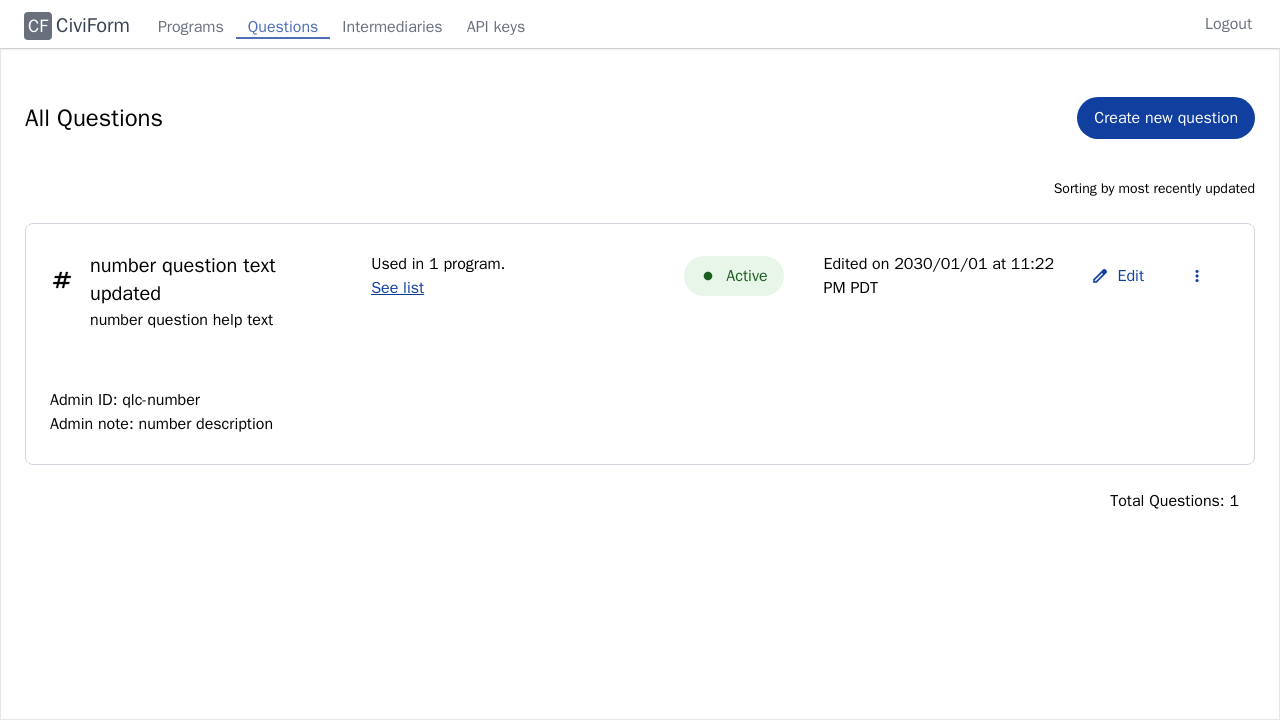 CF CiviForm Programs Questions Intermediaries API keys Logout
All Questions
Create new question
Sorting by most recently updated
number question text
updated
number question help text
Used in 1 program.
See list
Active
Edited on 2030/01/01 at 11:22
PM PDT
Edit
Admin ID: qlc-number
Admin note: number description
Total Questions: 1